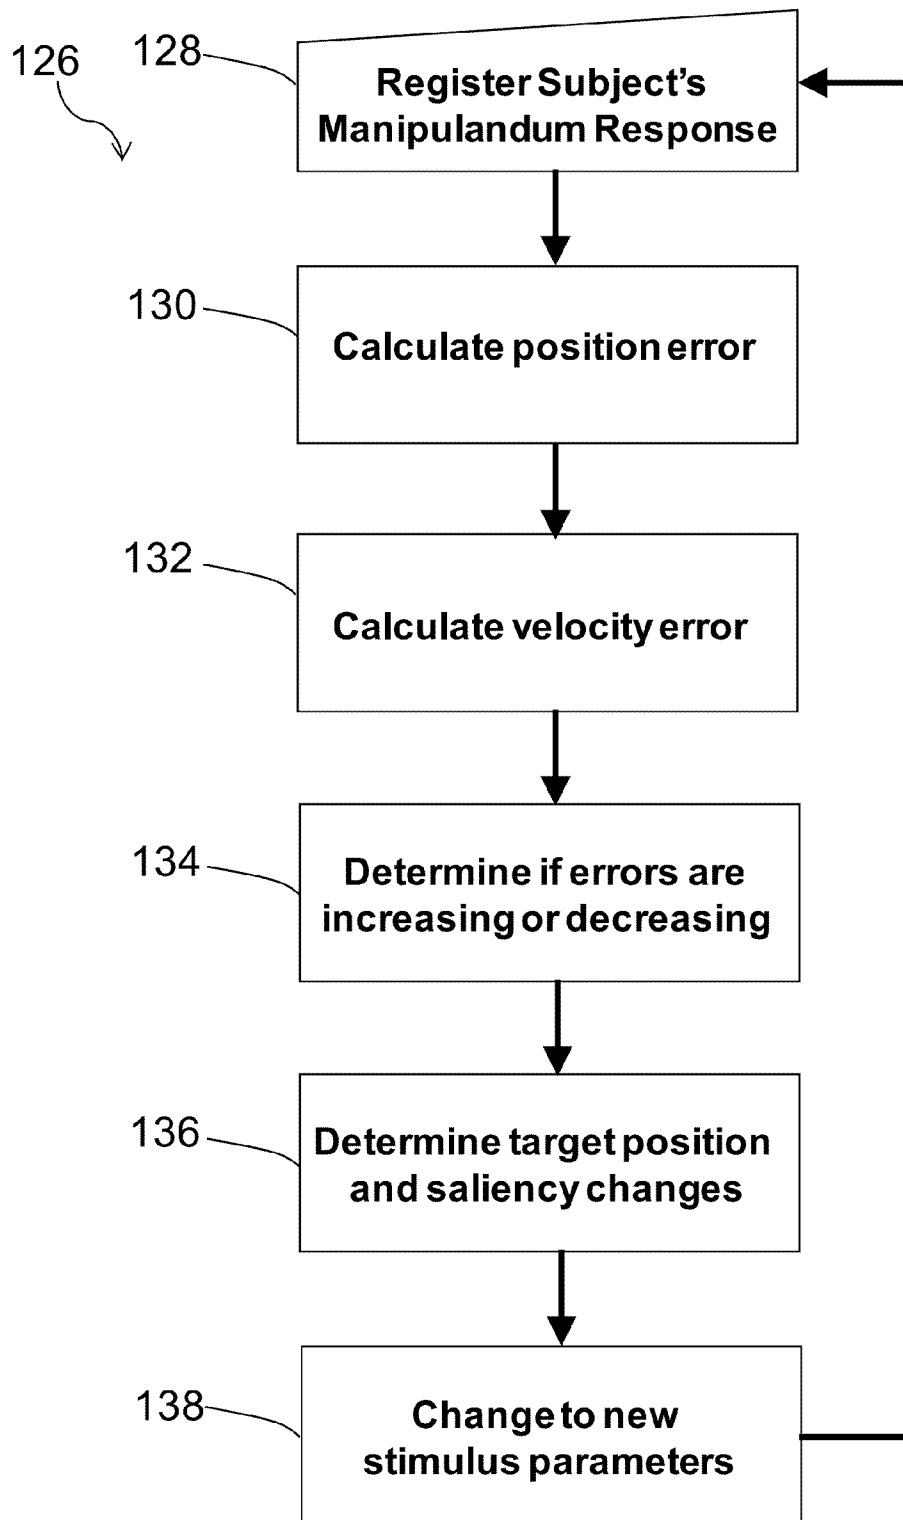 126
128
Register Subject's
Manipulandum Response
130
Calculate position error
132
Calculate velocity error
134
Determine if errors are
increasing or decreasing
136
Determine target position
and saliency changes
138
Change to new
stimulus parameters